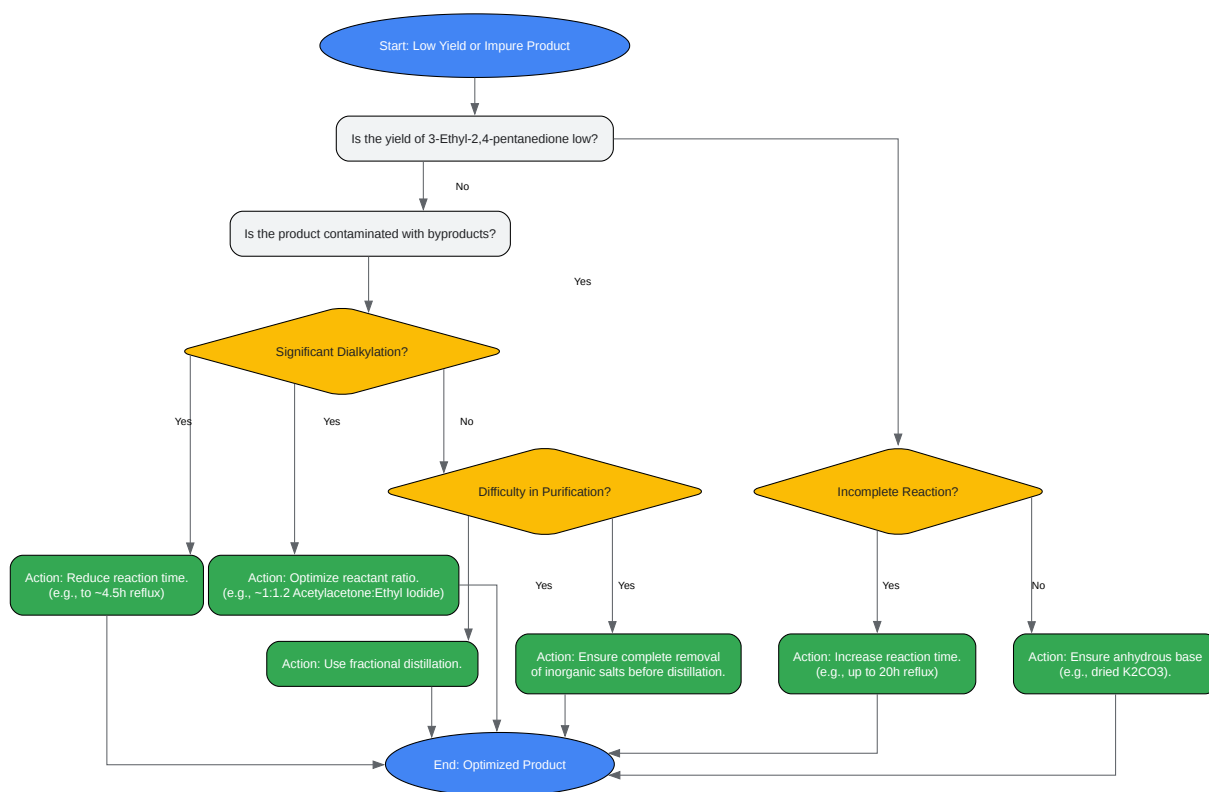 Start: Low Yield or Impure Product
Is the yield of 3-Ethyl-2,4-pentanedione low?
No
Is the product contaminated with byproducts?
Yes
Significant Dialkylation?
Yes
Yes
No
Difficulty in Purification?
Incomplete Reaction?
Action: Reduce reaction time.
(e.g., to ~4.5h reflux)
Action: Optimize reactant ratio.
(e.g., ~1:1.2 Acetylacetone:Ethyl Iodide)
Yes
Yes
Yes
No
Action: Use fractional distillation.
Action: Ensure complete removal
of inorganic salts before distillation.
Action: Increase reaction time.
(e.g., up to 20h reflux)
Action: Ensure anhydrous base
(e.g., dried K2CO3).
End: Optimized Product